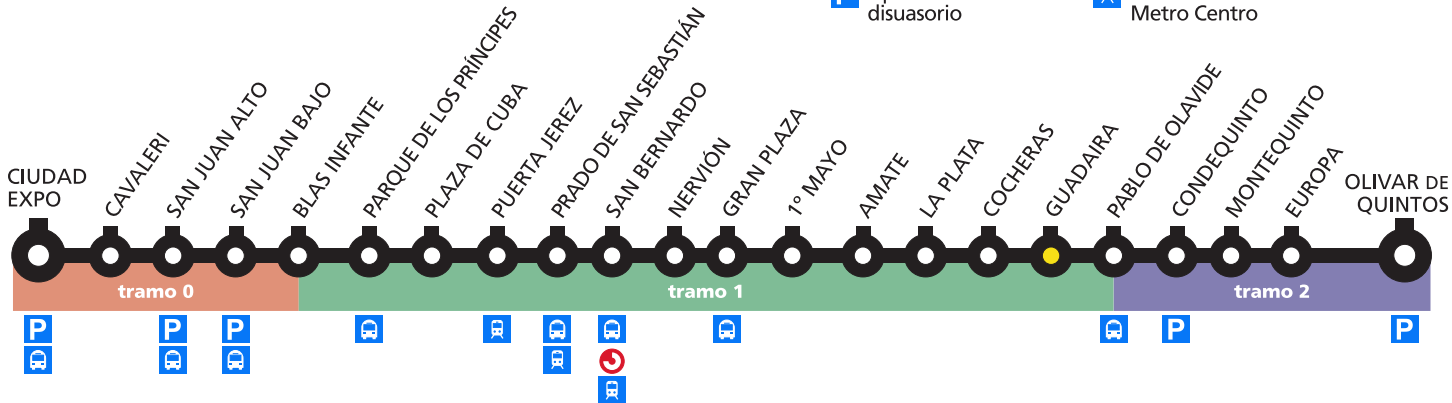 disuasorio
Metro Centro
CIUDAD
EXPO
CAVALERI
SAN JUAN ALTO
SAN JUAN BAJO
BLAS INFANTE
PARQUE DE LOS PRÍNCIPES
PLAZA DE CUBA
PUERTA JEREZ
PRADO DE SAN SEBASTIÁN
SAN BERNARDO
NERVIÓN
GRAN PLAZA
1º MAYO
AMATE
LA PLATA
COCHERAS
GUADAIRA
PABLO DE OLAVIDE
CONDEQUINTO
MONTEQUINTO
EUROPA
OLIVAR DE
QUINTOS
tramo 0
tramo 1
tramo 2
P
P
P
P
P